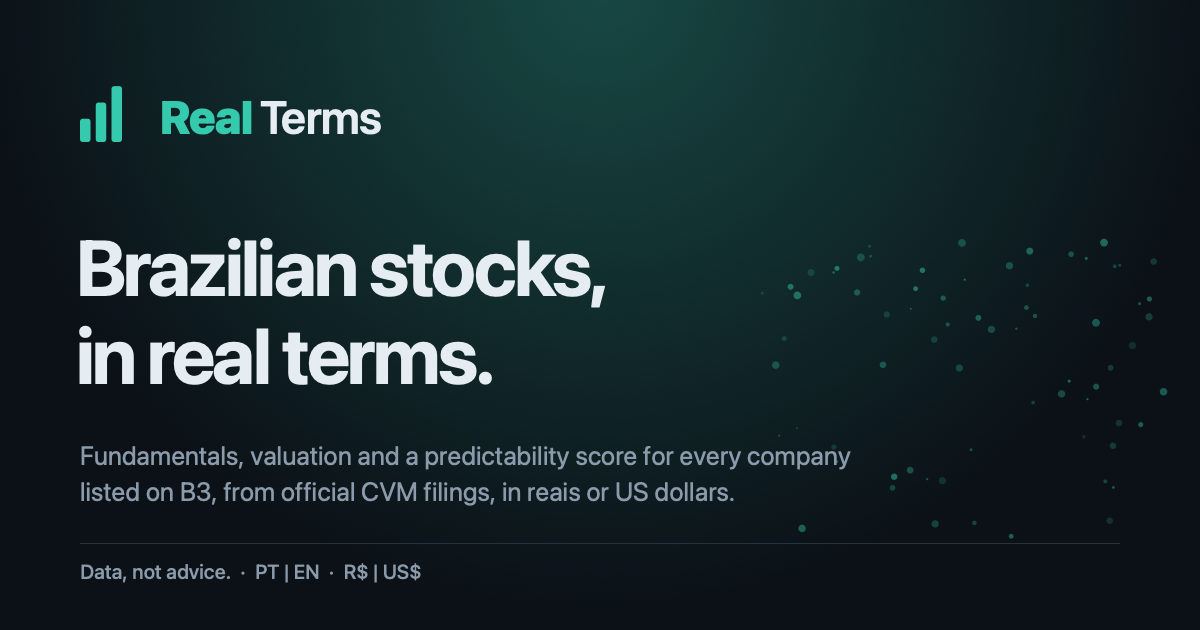 Real Terms
Brazilian stocks,
in real terms.
Fundamentals, valuation and a predictability score for every company
listed on B3, from official CVM filings, in reais or US dollars.
Data, not advice. · PT | EN · R$ | US$